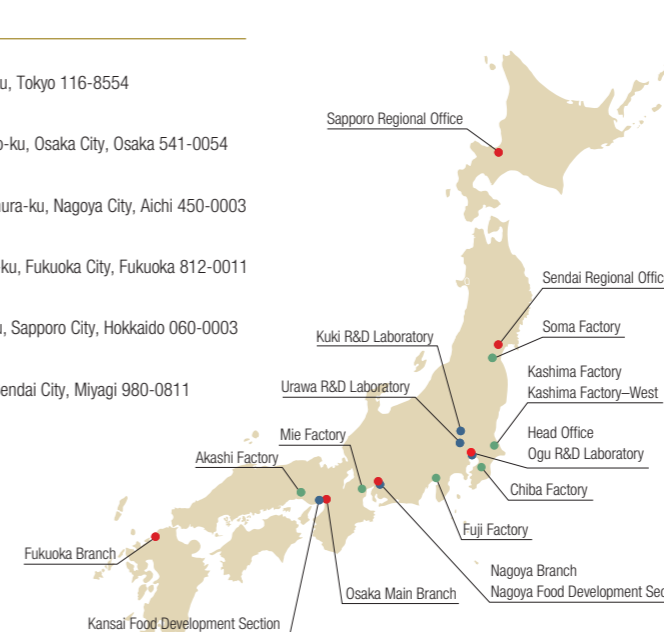 u, Tokyo 116-8554
o-ku, Osaka City, Osaka 541-0054
mura-ku, Nagoya City, Aichi 450-0003
ku, Fukuoka City, Fukuoka 812-0011
u, Sapporo City, Hokkaido 060-0003
endai City, Miyagi 980-0811
Sapporo Regional Office
Sendai Regional Offic
Soma Factory
Kuki R&D Laboratory
Kashima Factory
Kashima Factory–West
Urawa R&D Laboratory
Head Office
Ogu R&D Laboratory
Mie Factory
Akashi Factory
Chiba Factory
Fuji Factory
Fukuoka Branch
Nagoya Branch
Nagoya Food Development Sec
Osaka Main Branch
Kansai Food Development Section